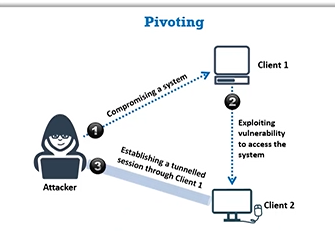 Pivoting
Client 1
Compromising a system
1
2
Exploiting
vulnerability
to access the
system
Establishing a tunnelled
session through Client 1
3
Attacker
Client 2